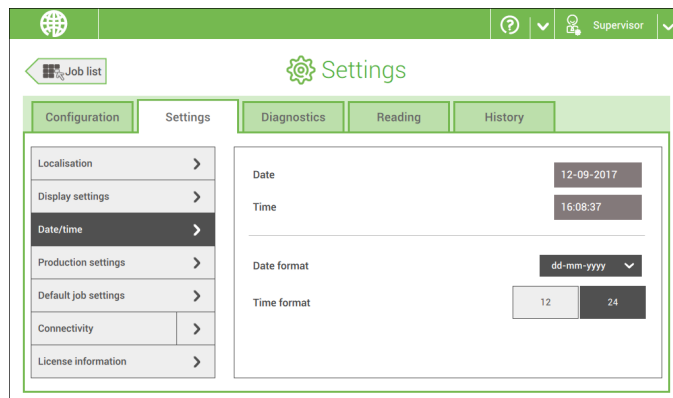 Supervisor
Job list
Settings
Configuration
Settings
Diagnostics
Reading
History
Localisation
Display settings
Date/time
Production settings
Default job settings
Connectivity
License information
Date
12-09-2017
Time
16:08:37
Date format
dd-mm-yyyy
Time format
12
24